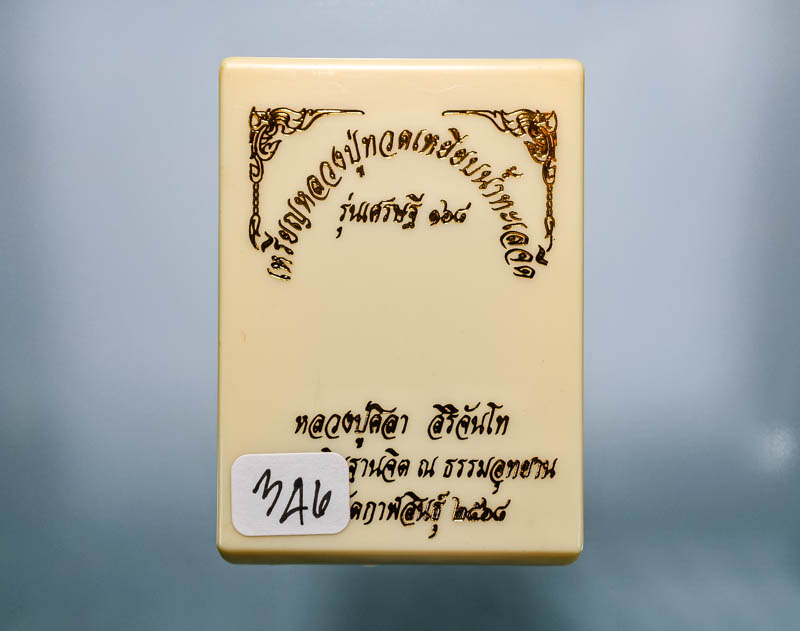 เหรียญหลวงปู่ทวดเหยียบน้ำทะเลจืด
รุ่นเศรษฐี ๑๖๘
หลวงปู่ศิลา สิริจันโท
ฐานจิต ณ ธรรมอุทยาน
กาฬสินธุ์ ๒๕๖๘